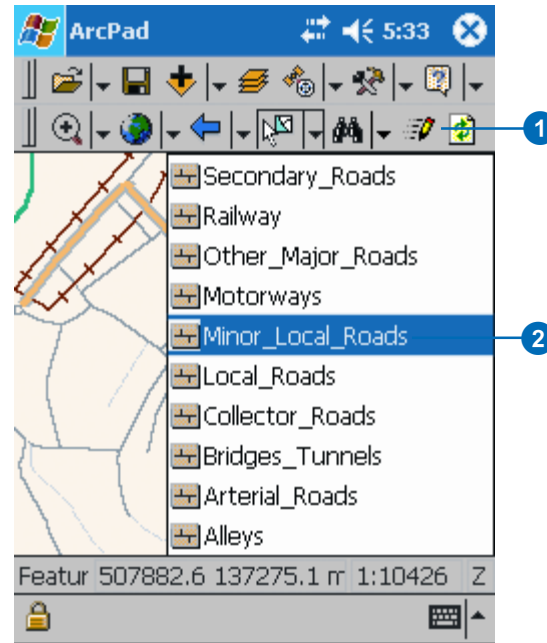 ArcPad 5:33
1
Secondary_Roads
Railway
Other_Major_Roads
Motorways
Minor_Local_Roads
2
Local_Roads
Collector_Roads
Bridges_Tunnels
Arterial_Roads
Alleys
Featur 507882.6 137275.1 m 1:10426 Z